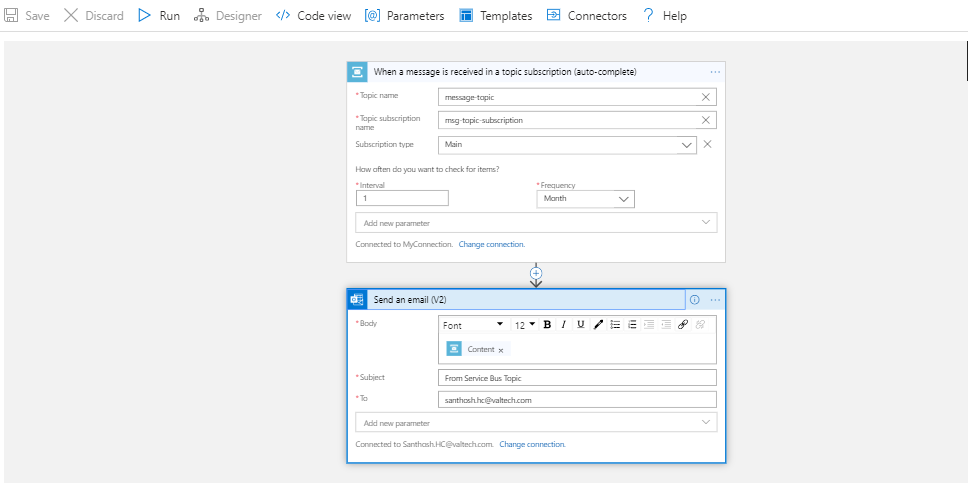 Save Discard Run Designer Code view Parameters Templates Connectors Help
When a message is received in a topic subscription (auto-complete)
*Topic name message-topic
*Topic subscription name msg-topic-subscription
Subscription type Main
How often do you want to check for items?
*Interval *Frequency
1 Month
Add new parameter
Connected to MyConnection. Change connection.
Send an email (V2)
*Body Font 12 B I U
Content ×
*Subject From Service Bus Topic
*To santhosh.hc@valtech.com
Add new parameter
Connected to Santhosh.HC@valtech.com. Change connection.